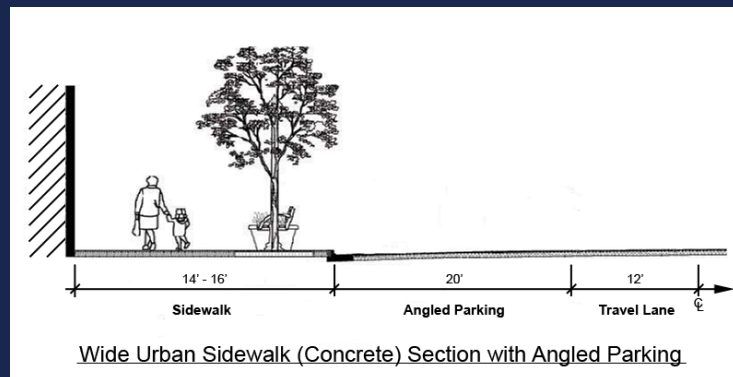 14' - 16'
20'
12'
Sidewalk
Angled Parking
Travel Lane
℄
Wide Urban Sidewalk (Concrete) Section with Angled Parking